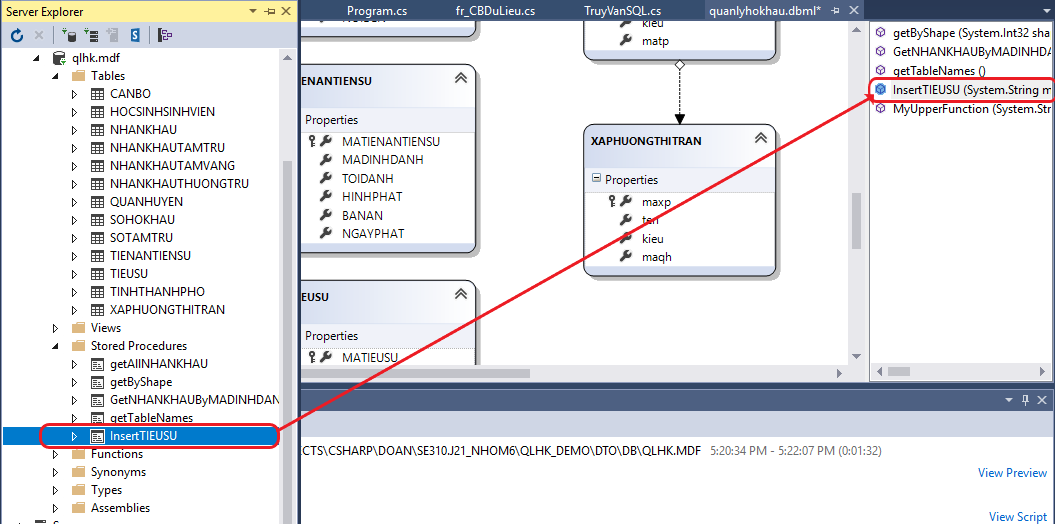 Server Explorer
qlhk.mdf
Tables
CANBO
HOCSINHSINHVIEN
NHANKHAU
NHANKHAUTAMTRU
NHANKHAUTAMVANG
NHANKHAUTHUONGTRU
QUANHUYEN
SOHOKHAU
SOTAMTRU
TIENANTIENSU
TIEUSU
TINHTHANHPHO
XAPHUONGTHITRAN
Views
Stored Procedures
getAllNHANKHAU
getByShape
GetNHANKHAUByMADINHDAN
getTableNames
InsertTIEUSU
Functions
Synonyms
Types
Assemblies
Program.cs
fr_CBDuLieu.cs
TruyVanSQL.cs
quanlyhokhau.dbml*
ENANTIENSU
Properties
MATIENANTIENSU
MADINHDANH
TOIDANH
HINHPHAT
BANAN
NGAYPHAT
EUSU
Properties
MATIEUSU
kieu
matp
XAPHUONGTHITRAN
Properties
maxp
ten
kieu
maqh
getByShape (System.Int32 sha
GetNHANKHAUByMADINHDA
getTableNames ()
InsertTIEUSU (System.String m
MyUpperFunction (System.Str
CTS\CSHARP\DOAN\SE310.J21_NHOM6\QLHK_DEMO\DTO\DB\QLHK.MDF 5:20:34 PM - 5:22:07 PM (0:01:32)
View Preview
View Script